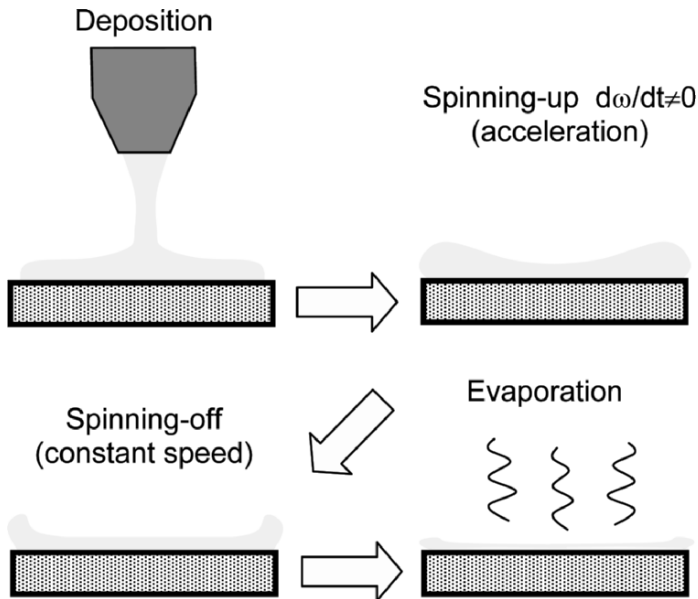 Deposition
Spinning-up dω/dt≠0
(acceleration)
Spinning-off
(constant speed)
Evaporation